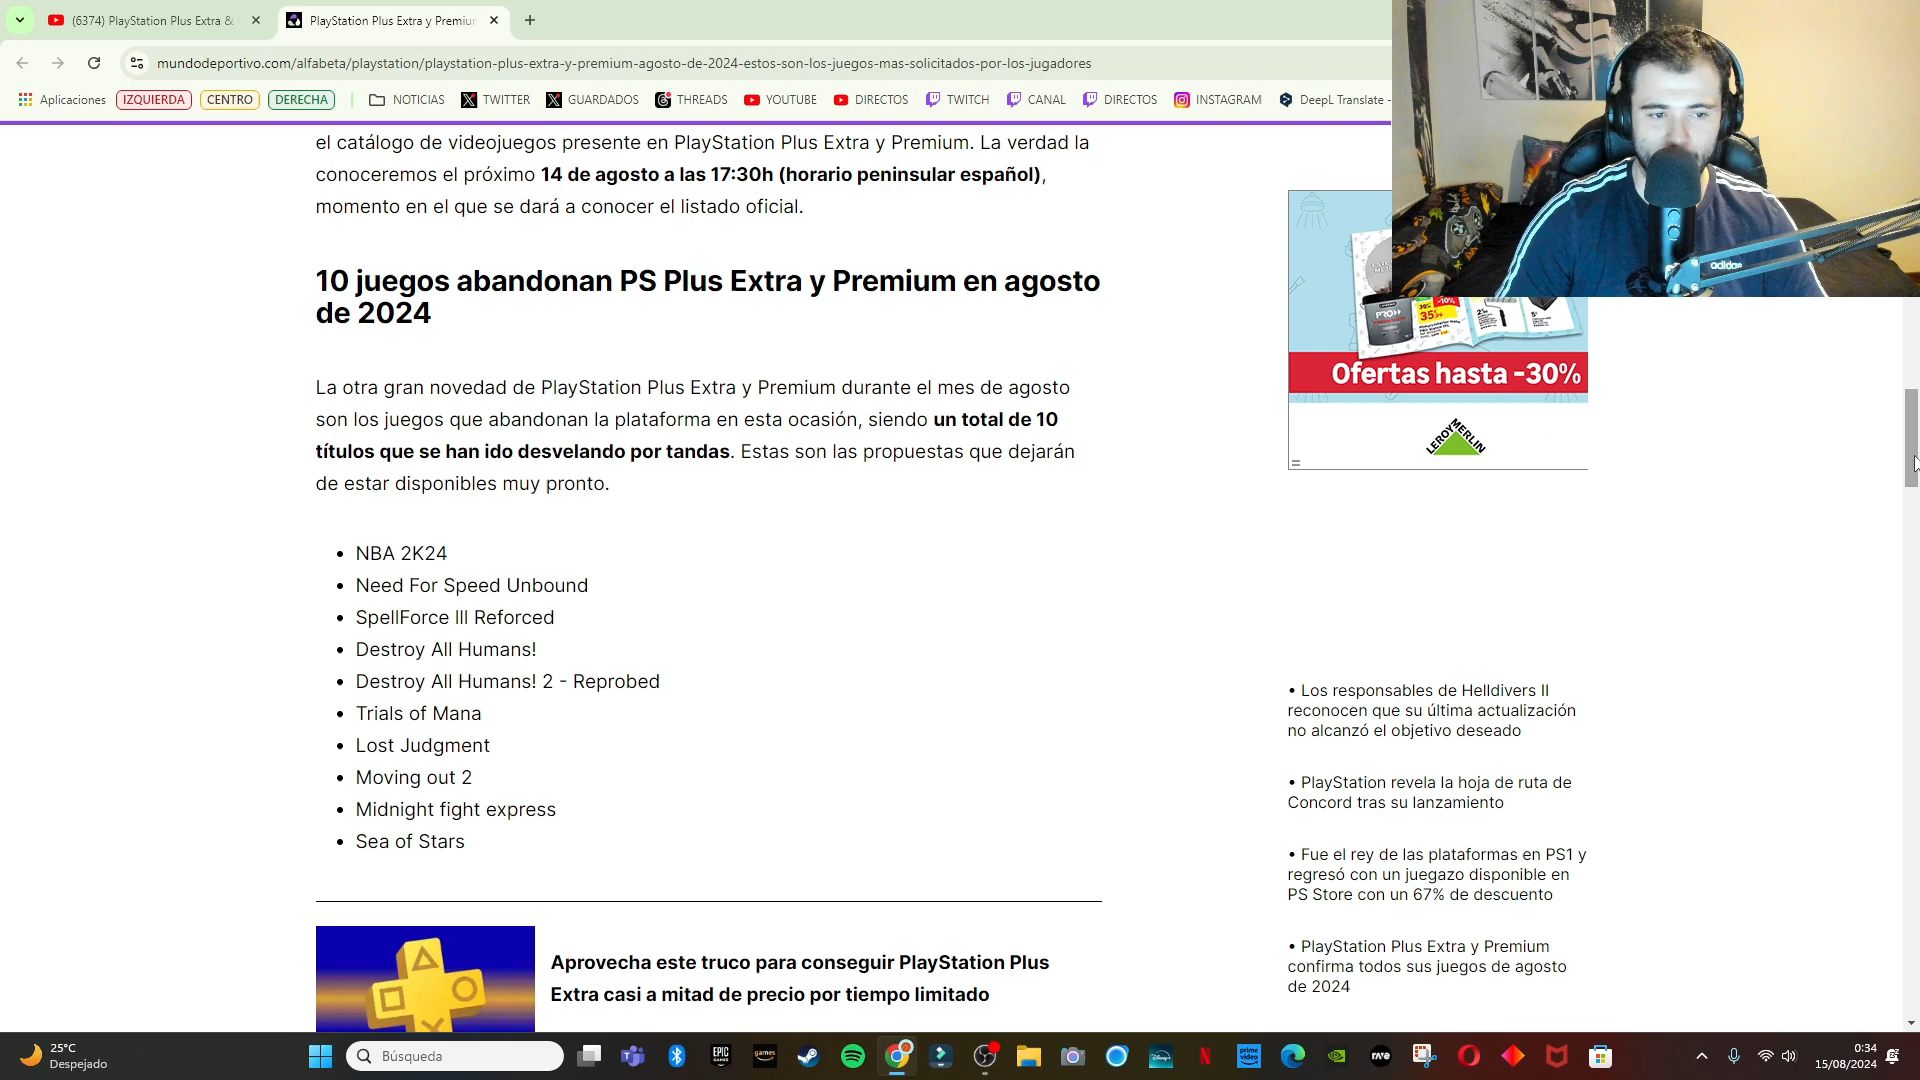 (6374) PlayStation Plus Extra &
PlayStation Plus Extra y Premiu
mundodeportivo.com/alfabeta/playstation/playstation-plus-extra-y-premium-agosto-de-2024-estos-son-los-juegos-mas-solicitados-por-los-jugadores
Aplicaciones IZQUIERDA CENTRO DERECHA NOTICIAS TWITTER GUARDADOS THREADS YOUTUBE DIRECTOS TWITCH CANAL DIRECTOS INSTAGRAM DeepL Translate -
el catálogo de videojuegos presente en PlayStation Plus Extra y Premium. La verdad la
conoceremos el próximo 14 de agosto a las 17:30h (horario peninsular español),
momento en el que se dará a conocer el listado oficial.
10 juegos abandonan PS Plus Extra y Premium en agosto
de 2024
La otra gran novedad de PlayStation Plus Extra y Premium durante el mes de agosto
son los juegos que abandonan la plataforma en esta ocasión, siendo un total de 10
títulos que se han ido desvelando por tandas. Estas son las propuestas que dejarán
de estar disponibles muy pronto.
• NBA 2K24
• Need For Speed Unbound
• SpellForce III Reforced
• Destroy All Humans!
• Destroy All Humans! 2 - Reprobed
• Trials of Mana
• Lost Judgment
• Moving out 2
• Midnight fight express
• Sea of Stars
Aprovecha este truco para conseguir PlayStation Plus
Extra casi a mitad de precio por tiempo limitado
adidas
PRO
-10%
35,
Ofertas hasta -30%
LEROY MERLIN
• Los responsables de Helldivers II
reconocen que su última actualización
no alcanzó el objetivo deseado
• PlayStation revela la hoja de ruta de
Concord tras su lanzamiento
• Fue el rey de las plataformas en PS1 y
regresó con un juegazo disponible en
PS Store con un 67% de descuento
• PlayStation Plus Extra y Premium
confirma todos sus juegos de agosto
de 2024
25°C
Despejado
Búsqueda
EPIC
GAMES
games
Disney+
N
prime
video
rave
0:34
15/08/2024